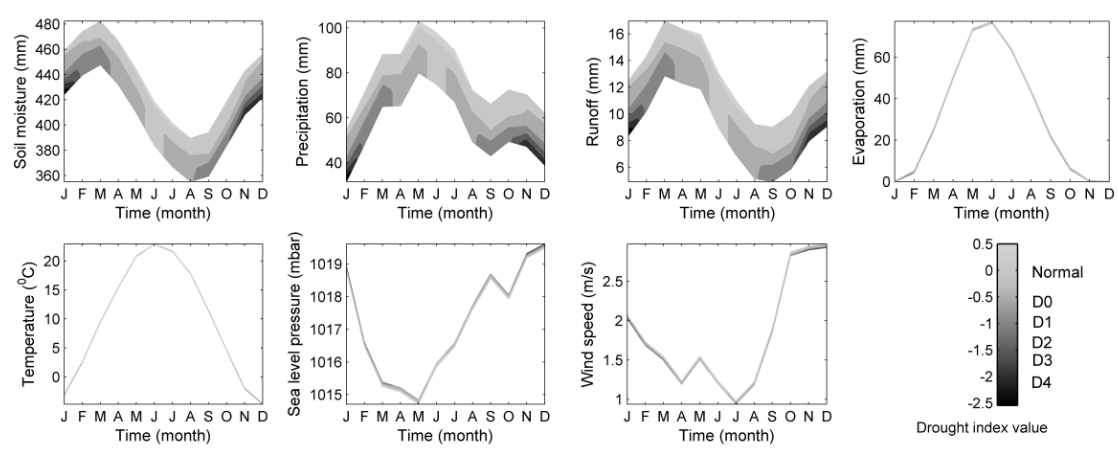 480
460
440
420
400
380
360
Soil moisture (mm)
J F M A M J J A S O N D
Time (month)
100
80
60
40
Precipitation (mm)
J F M A M J J A S O N D
Time (month)
16
14
12
10
8
6
Runoff (mm)
J F M A M J J A S O N D
Time (month)
60
40
20
0
Evaporation (mm)
J F M A M J J A S O N D
Time (month)
20
15
10
5
0
Temperature (⁰C)
J F M A M J J A S O N D
Time (month)
1019
1018
1017
1016
1015
Sea level pressure (mbar)
J F M A M J J A S O N D
Time (month)
2.5
2
1.5
1
Wind speed (m/s)
J F M A M J J A S O N D
Time (month)
0.5
0
-0.5
-1
-1.5
-2
-2.5
Normal
D0
D1
D2
D3
D4
Drought index value